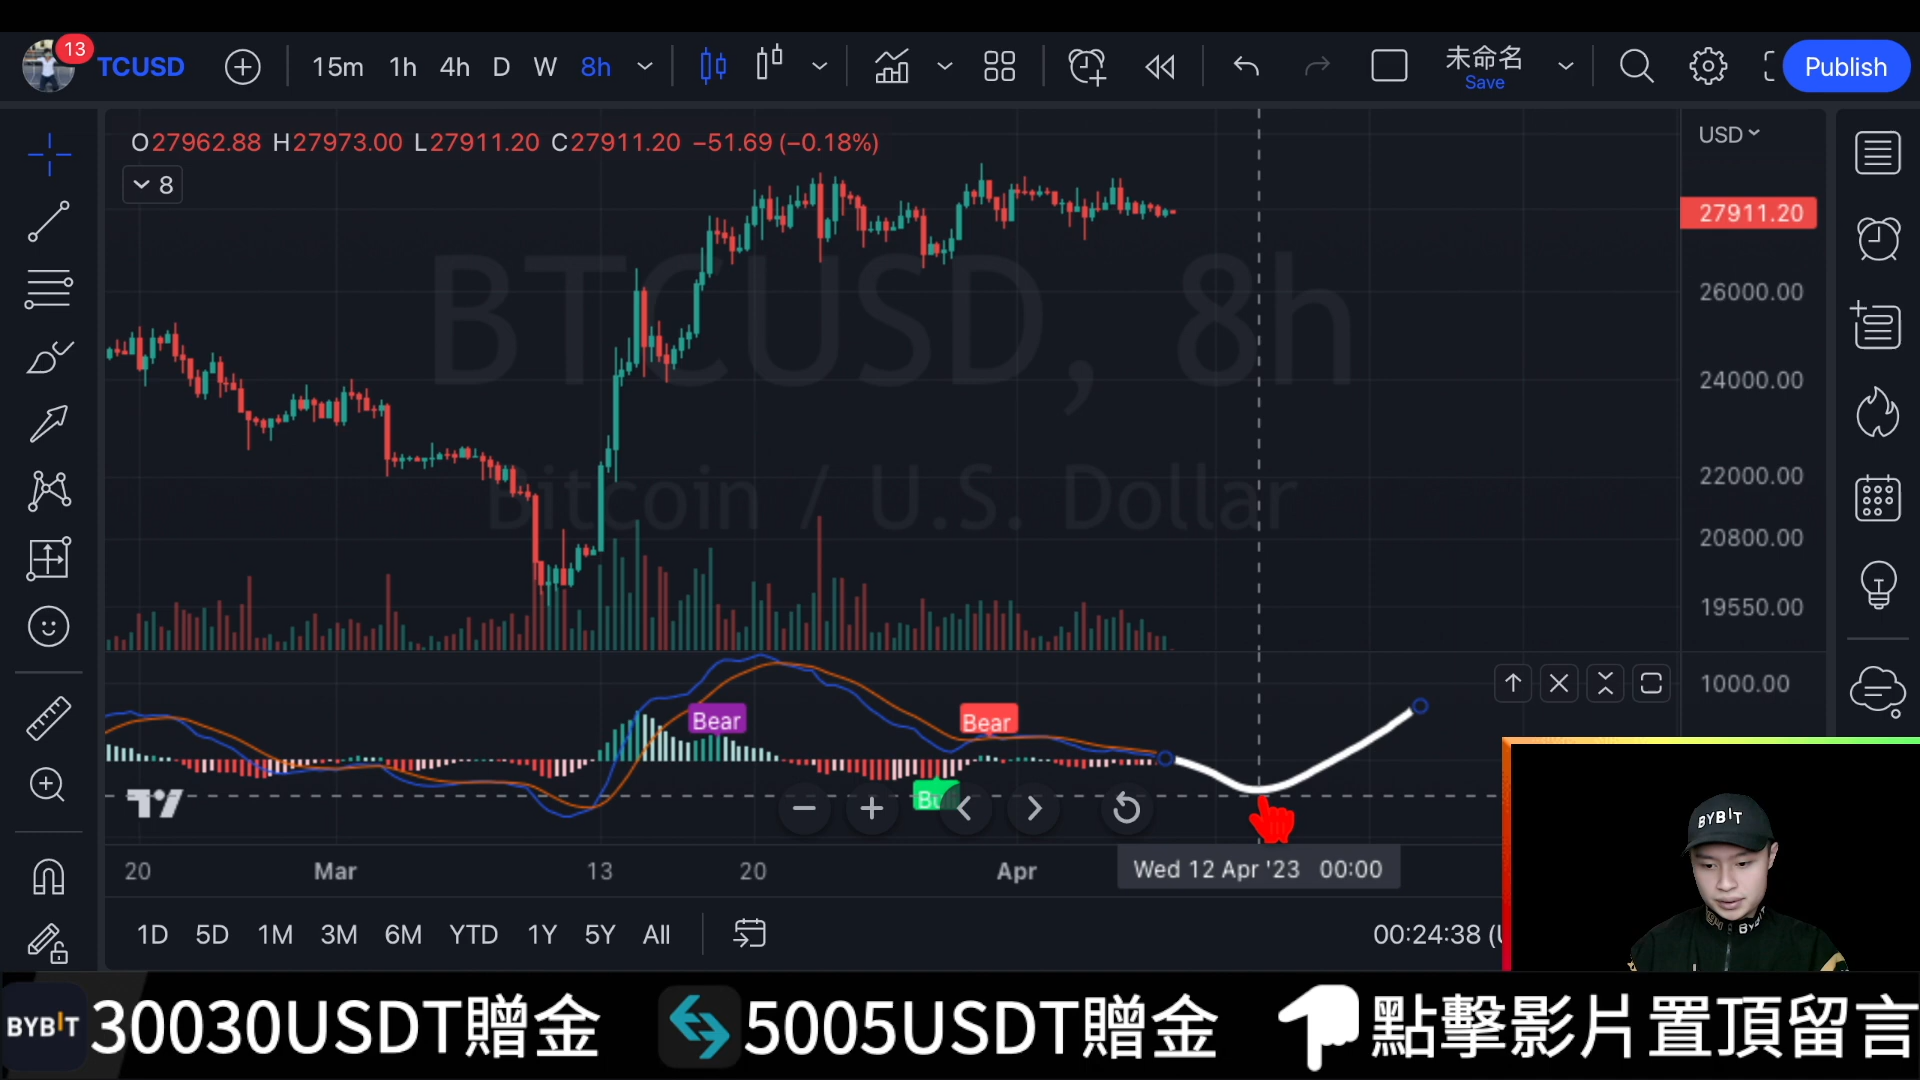 13
TCUSD
15m 1h 4h D W 8h
未命名
Save
Publish
O27962.88 H27973.00 L27911.20 C27911.20 −51.69 (−0.18%)
8
USD
27911.20
26000.00
24000.00
22000.00
20800.00
19550.00
1000.00
BTCUSD, 8h
Bitcoin / U.S. Dollar
Bear
Bear
20 Mar 13 20 Apr
Wed 12 Apr '23 00:00
1D 5D 1M 3M 6M YTD 1Y 5Y All
00:24:38
BYBIT
BYBIT 30030USDT贈金 5005USDT贈金 點擊影片置頂留言